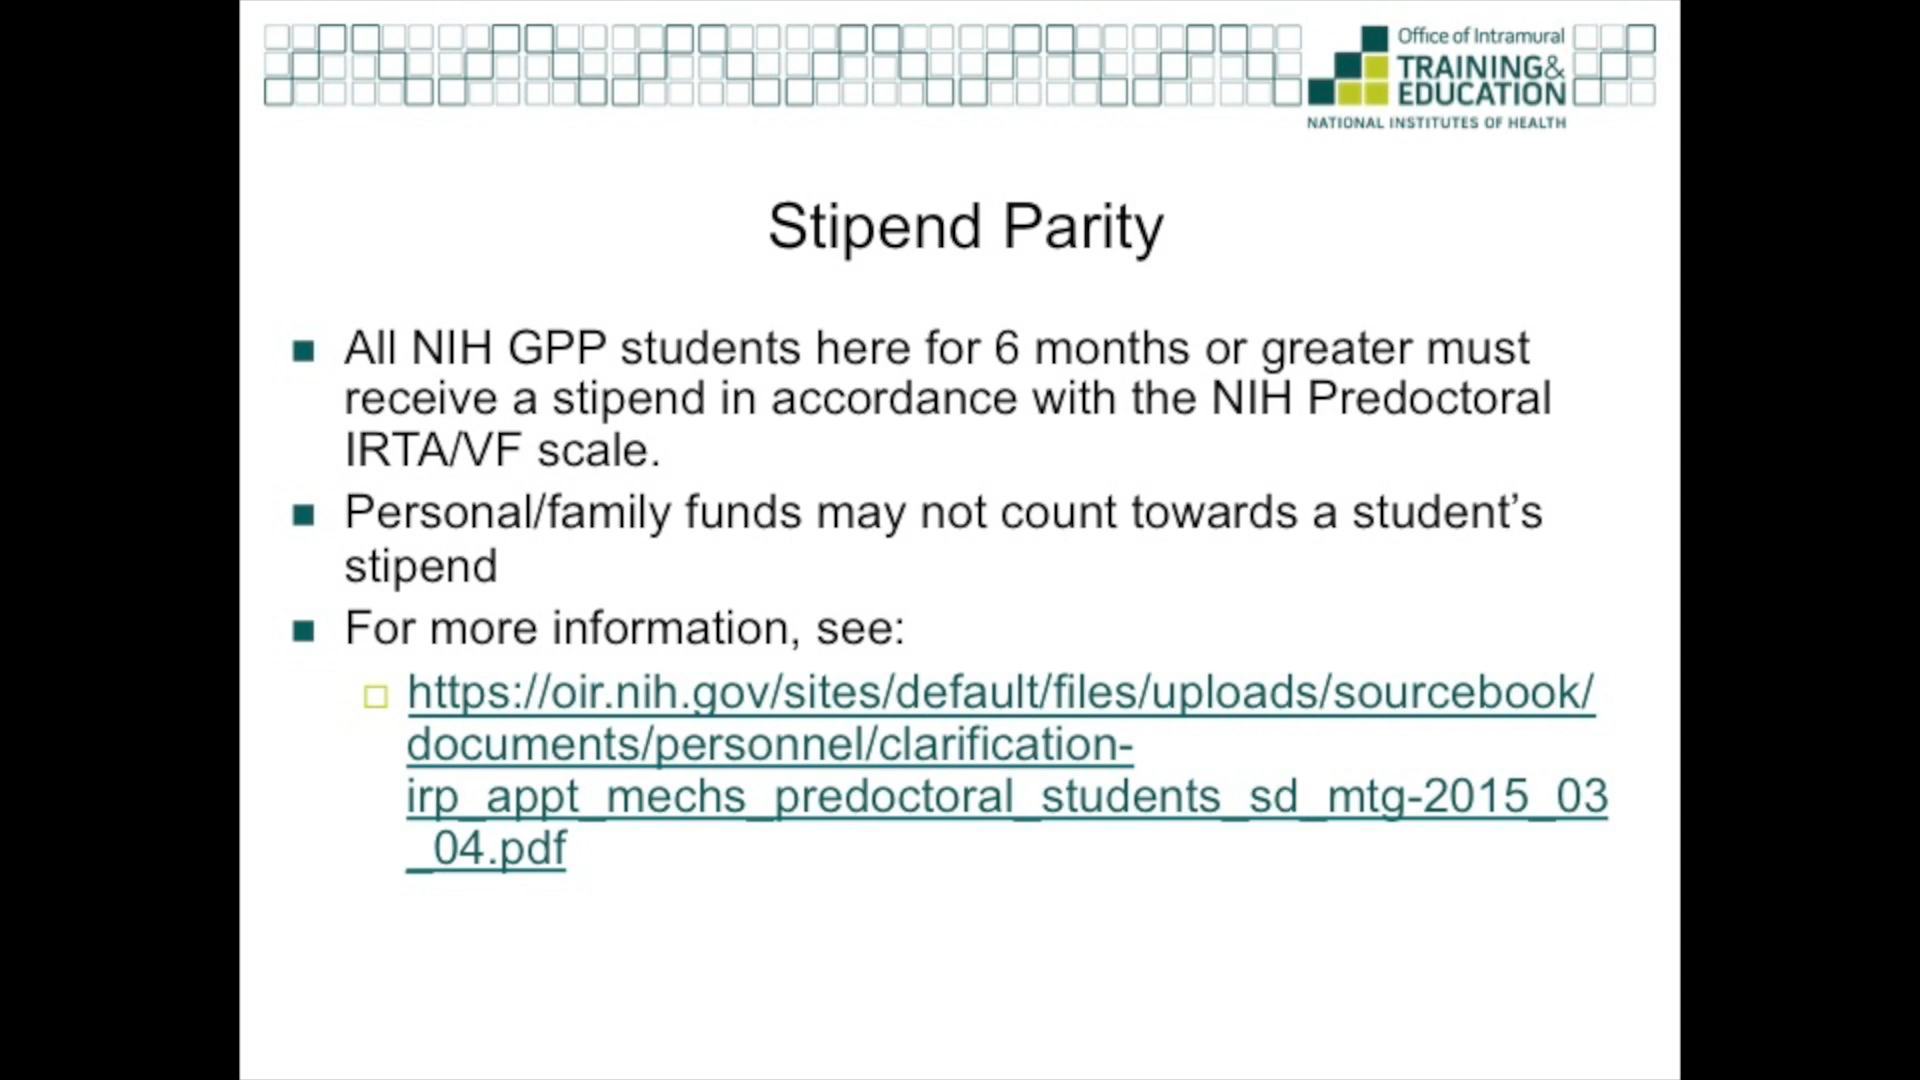 Office of Intramural
TRAINING&
EDUCATION
NATIONAL INSTITUTES OF HEALTH
Stipend Parity
All NIH GPP students here for 6 months or greater must
receive a stipend in accordance with the NIH Predoctoral
IRTA/VF scale.
Personal/family funds may not count towards a student’s
stipend
For more information, see:
https://oir.nih.gov/sites/default/files/uploads/sourcebook/
documents/personnel/clarification-
irp_appt_mechs_predoctoral_students_sd_mtg-2015_03
_04.pdf